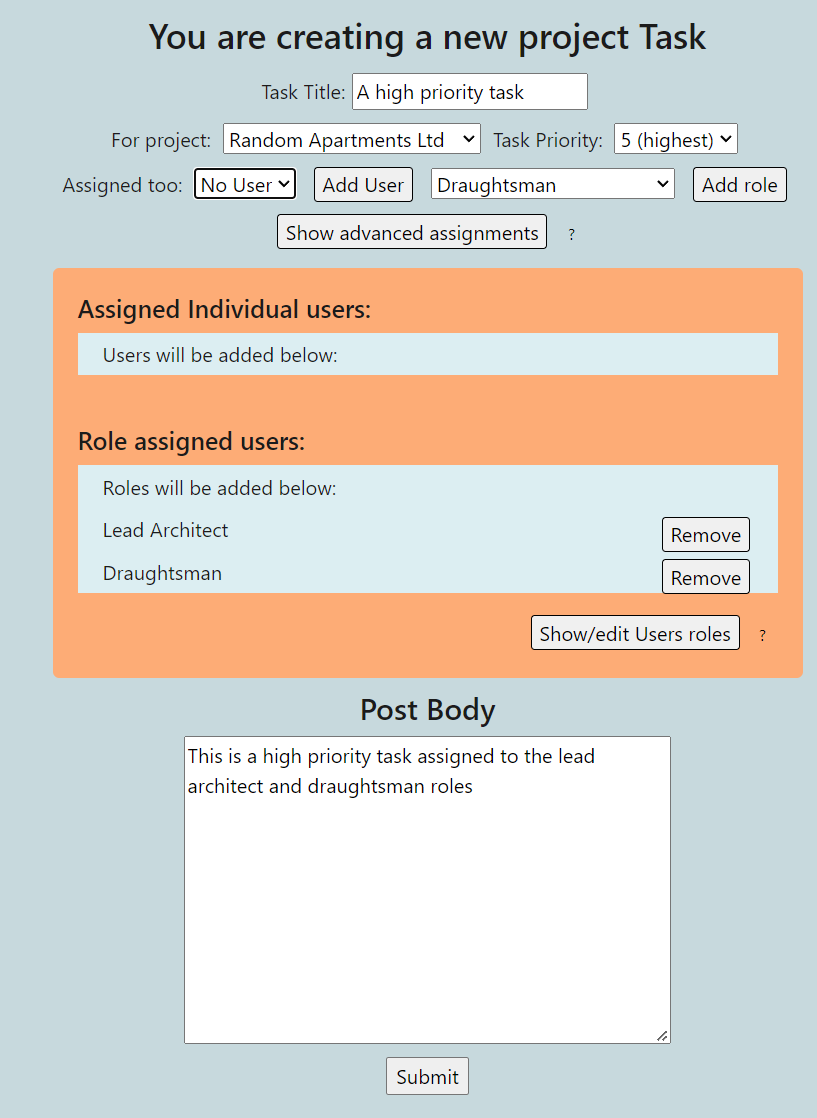 You are creating a new project Task
Task Title: A high priority task
For project: Random Apartments Ltd Task Priority: 5 (highest)
Assigned too: No User Add User Draughtsman Add role
Show advanced assignments ?
Assigned Individual users:
Users will be added below:
Role assigned users:
Roles will be added below:
Lead Architect Remove
Draughtsman Remove
Show/edit Users roles ?
Post Body
This is a high priority task assigned to the lead
architect and draughtsman roles
Submit